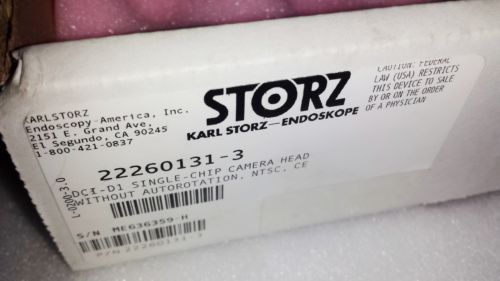 KARLSTORZ
Endoscopy-America, Inc.
2151 E. Grand Ave,
El Segundo, CA 90245
1-800-421-0837
STORZ
KARL STORZ—ENDOSKOPE
CAUTION: FEDERAL
LAW (USA) RESTRICTS
THIS DEVICE TO SALE
BY OR ON THE ORDER
OF A PHYSICIAN
22260131-3
DCI-D1 SINGLE-CHIP CAMERA HEAD
WITHOUT AUTOROTATION, NTSC, CE
S/N ME636359-H
P/N 22260131-3